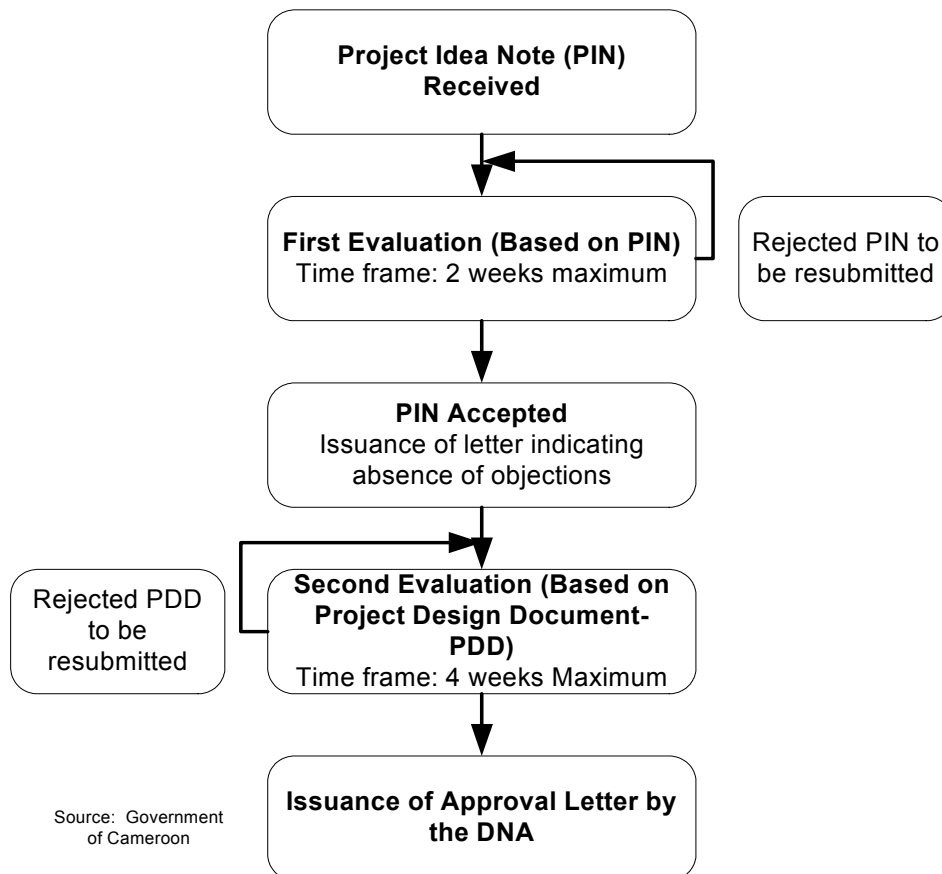 Project Idea Note (PIN)
Received
First Evaluation (Based on PIN)
Time frame: 2 weeks maximum
Rejected PIN to
be resubmitted
PIN Accepted
Issuance of letter indicating
absence of objections
Rejected PDD
to be
resubmitted
Second Evaluation (Based on
Project Design Document-
PDD)
Time frame: 4 weeks Maximum
Issuance of Approval Letter by
the DNA
Source: Government
of Cameroon